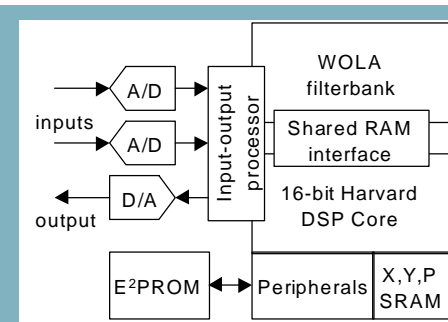 WOLA
filterbank
A/D
inputs
A/D
Input-output
processor
Shared RAM
interface
D/A
output
16-bit Harvard
DSP Core
E²PROM
Peripherals
X,Y,P
SRAM